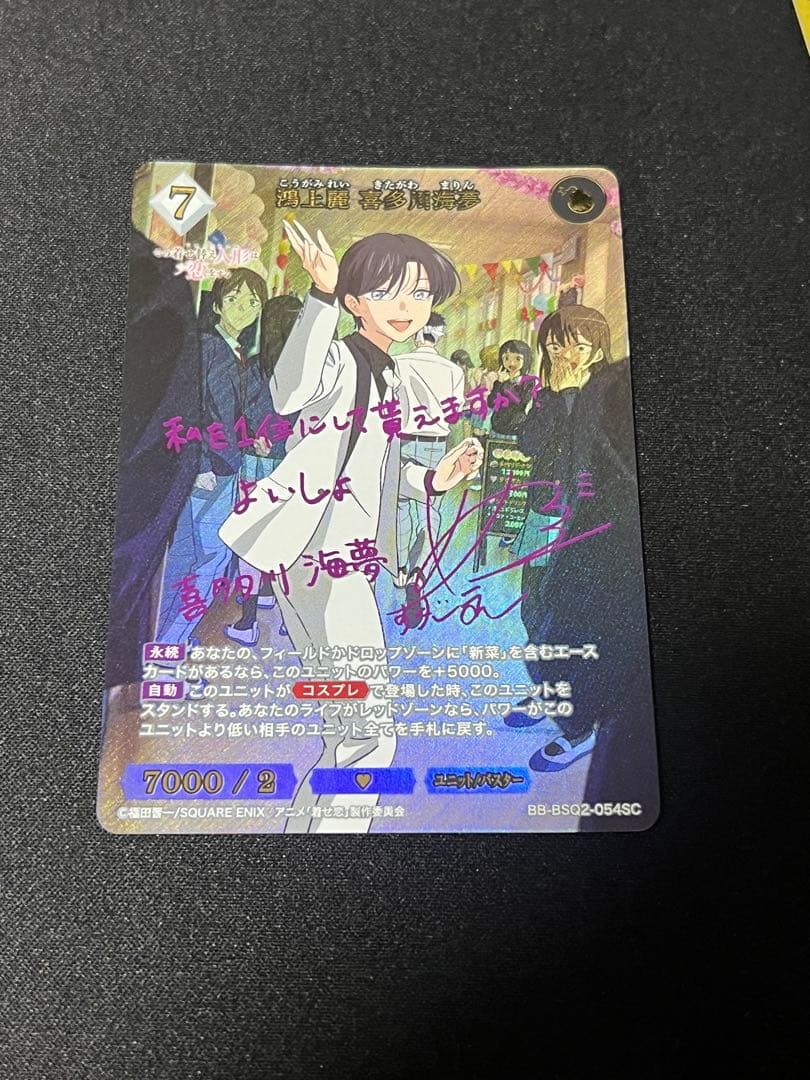 7
こうがみれい きたがわ まりん
鴻上麗 喜多川海夢
その着せ替え人形は
恋をする
私を1位にして貰えますか?
よいしょ
喜多川 海夢
永続 あなたの、フィールドかドロップゾーンに「新菜」を含むエース
カードがあるなら、このユニットのパワーを+5000。
自動 このユニットが コスプレ で登場した時、このユニットを
スタンドする。あなたのライフがレッドゾーンなら、パワーがこの
ユニットより低い相手のユニット全てを手札に戻す。
7000 / 2
♥
ユニット/バスター
©福田晋一/SQUARE ENIX・アニメ「着せ恋」製作委員会
BB-BSQ2-054SC